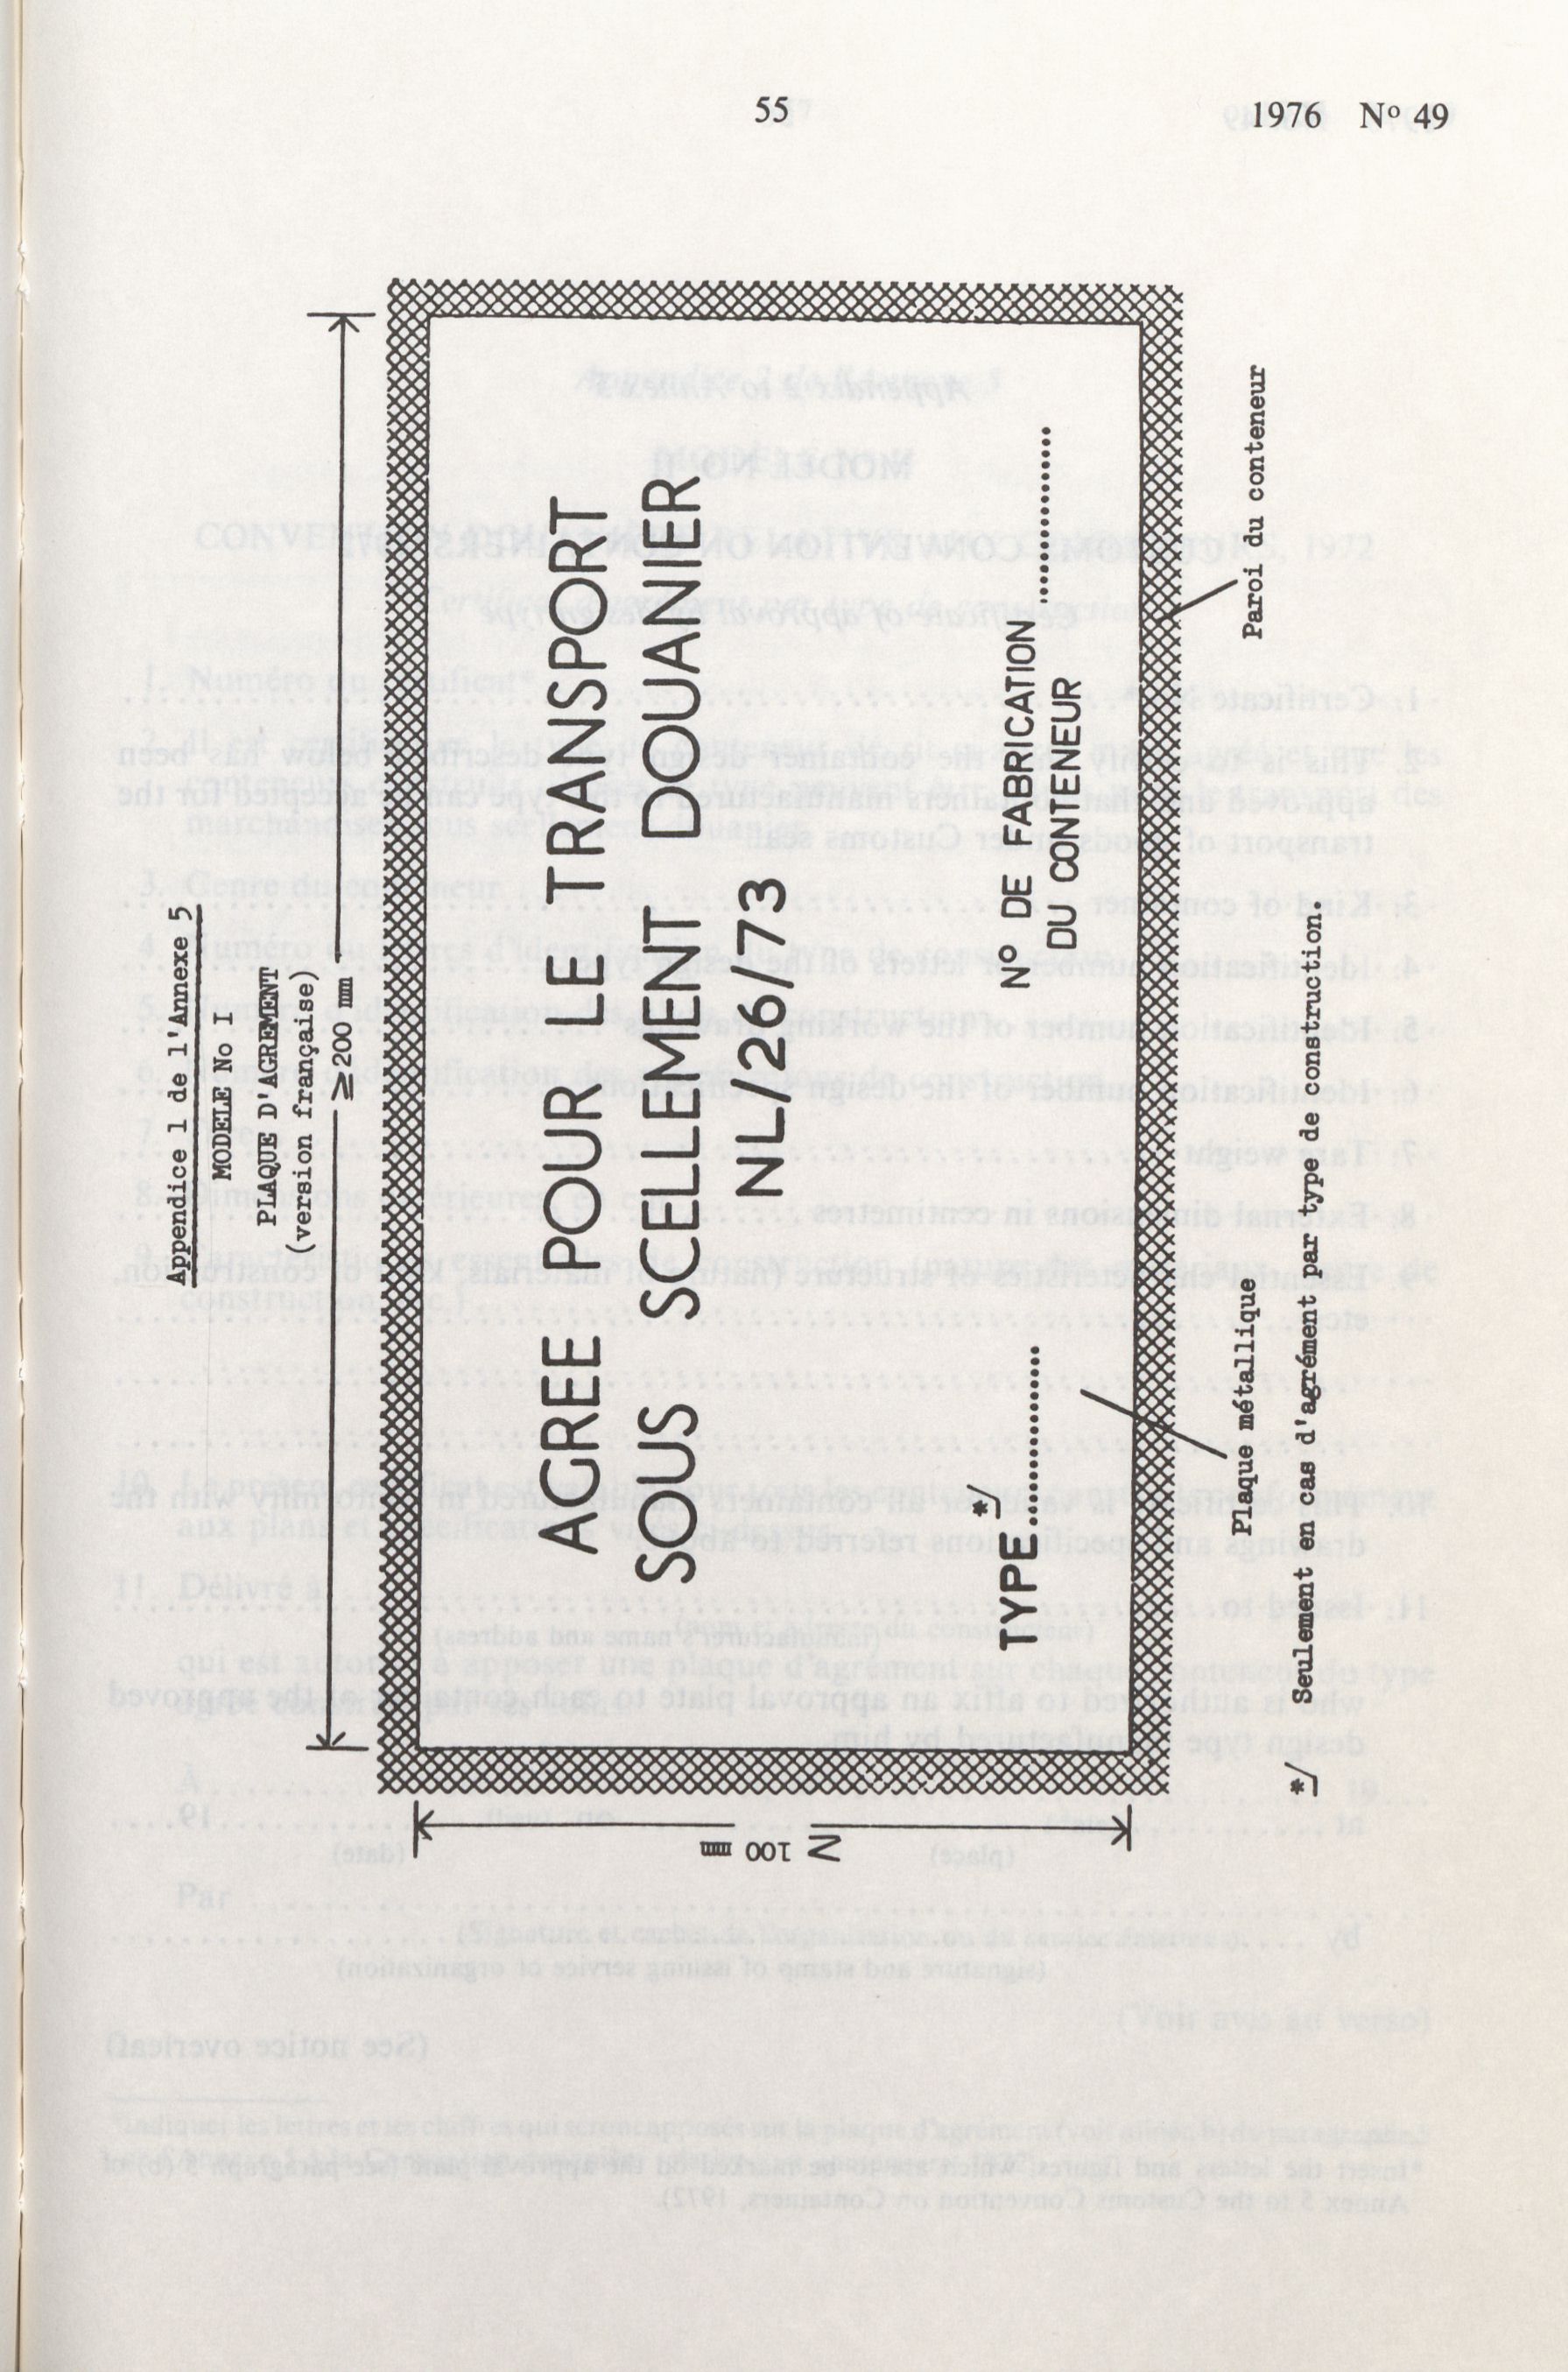 55
1976 Nº 49
Appendice 1 de l'Annexe 5
MODELE No I
PLAQUE D'AGREMENT
(version française)
≥200 mm
≥ 100 mm
AGREE POUR LE TRANSPORT
SOUS SCELLEMENT DOUANIER
NL/26/73
TYPE */..................
Nº DE FABRICATION ..................
DU CONTENEUR
Plaque métallique
Paroi du conteneur
*/ Seulement en cas d'agrément par type de construction.